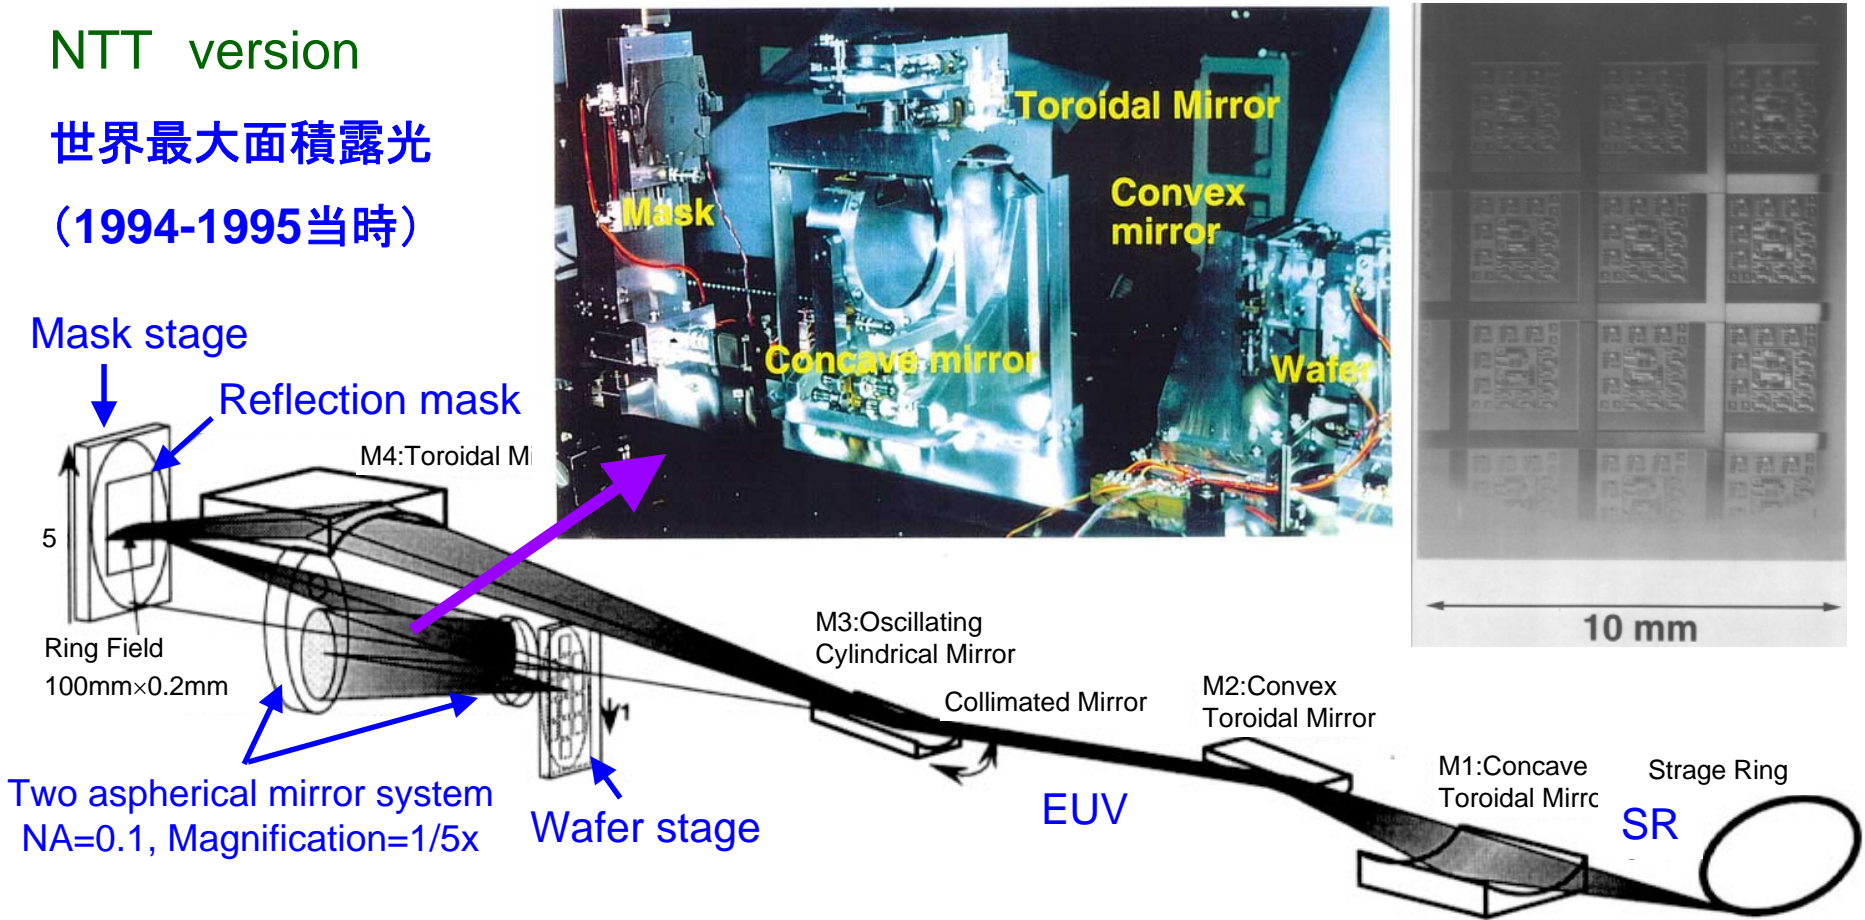 NTT version
世界最大面積露光
（1994-1995当時）
Toroidal Mirror
Convex
mirror
Mask
Concave mirror
Wafer
10 mm
Mask stage
Reflection mask
M4:Toroidal Mi
5
Ring Field
100mm×0.2mm
1
Two aspherical mirror system
NA=0.1, Magnification=1/5x
Wafer stage
M3:Oscillating
Cylindrical Mirror
Collimated Mirror
EUV
M2:Convex
Toroidal Mirror
M1:Concave
Toroidal Mirrc
Strage Ring
SR